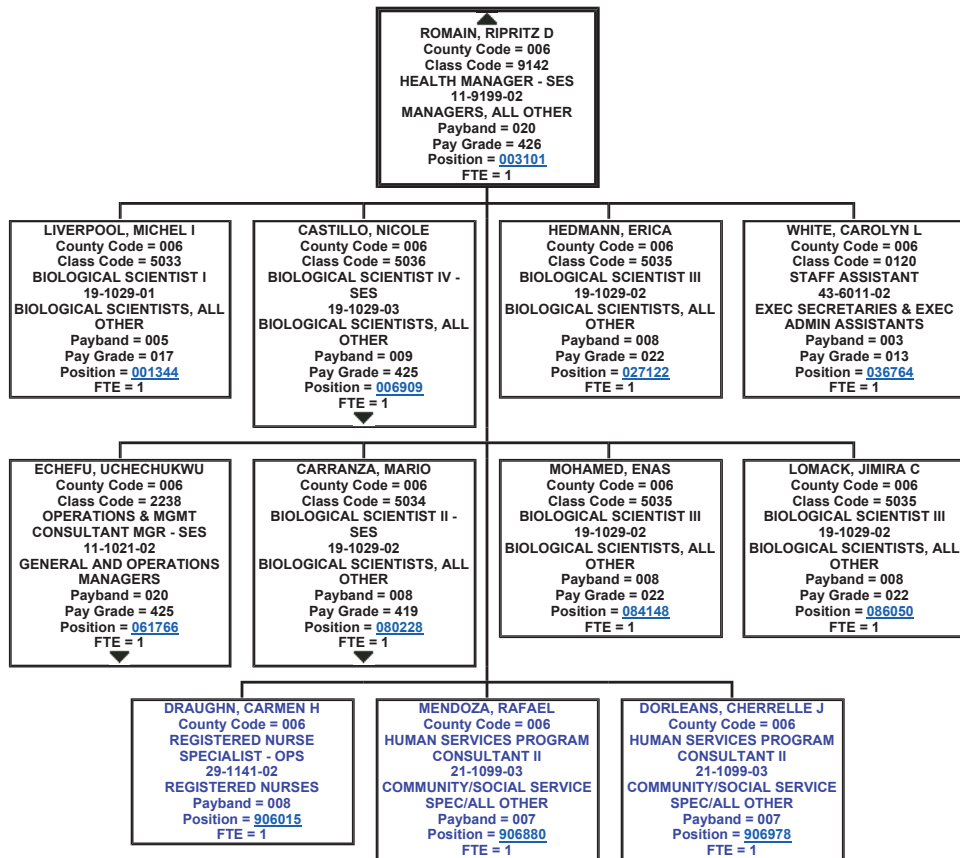 ROMAIN, RIPRITZ D
County Code = 006
Class Code = 9142
HEALTH MANAGER - SES
11-9199-02
MANAGERS, ALL OTHER
Payband = 020
Pay Grade = 426
Position = 003101
FTE = 1
LIVERPOOL, MICHEL I
County Code = 006
Class Code = 5033
BIOLOGICAL SCIENTIST I
19-1029-01
BIOLOGICAL SCIENTISTS, ALL
OTHER
Payband = 005
Pay Grade = 017
Position = 001344
FTE = 1
CASTILLO, NICOLE
County Code = 006
Class Code = 5036
BIOLOGICAL SCIENTIST IV -
SES
19-1029-03
BIOLOGICAL SCIENTISTS, ALL
OTHER
Payband = 009
Pay Grade = 425
Position = 006909
FTE = 1
HEDMANN, ERICA
County Code = 006
Class Code = 5035
BIOLOGICAL SCIENTIST III
19-1029-02
BIOLOGICAL SCIENTISTS, ALL
OTHER
Payband = 008
Pay Grade = 022
Position = 027122
FTE = 1
WHITE, CAROLYN L
County Code = 006
Class Code = 0120
STAFF ASSISTANT
43-6011-02
EXEC SECRETARIES & EXEC
ADMIN ASSISTANTS
Payband = 003
Pay Grade = 013
Position = 036764
FTE = 1
ECHEFU, UCHECHUKWU
County Code = 006
Class Code = 2238
OPERATIONS & MGMT
CONSULTANT MGR - SES
11-1021-02
GENERAL AND OPERATIONS
MANAGERS
Payband = 020
Pay Grade = 425
Position = 061766
FTE = 1
CARRANZA, MARIO
County Code = 006
Class Code = 5034
BIOLOGICAL SCIENTIST II -
SES
19-1029-02
BIOLOGICAL SCIENTISTS, ALL
OTHER
Payband = 008
Pay Grade = 419
Position = 080228
FTE = 1
MOHAMED, ENAS
County Code = 006
Class Code = 5035
BIOLOGICAL SCIENTIST III
19-1029-02
BIOLOGICAL SCIENTISTS, ALL
OTHER
Payband = 008
Pay Grade = 022
Position = 084148
FTE = 1
LOMACK, JIMIRA C
County Code = 006
Class Code = 5035
BIOLOGICAL SCIENTIST III
19-1029-02
BIOLOGICAL SCIENTISTS, ALL
OTHER
Payband = 008
Pay Grade = 022
Position = 086050
FTE = 1
DRAUGHN, CARMEN H
County Code = 006
REGISTERED NURSE
SPECIALIST - OPS
29-1141-02
REGISTERED NURSES
Payband = 008
Position = 906015
FTE = 1
MENDOZA, RAFAEL
County Code = 006
HUMAN SERVICES PROGRAM
CONSULTANT II
21-1099-03
COMMUNITY/SOCIAL SERVICE
SPEC/ALL OTHER
Payband = 007
Position = 906880
FTE = 1
DORLEANS, CHERRELLE J
County Code = 006
HUMAN SERVICES PROGRAM
CONSULTANT II
21-1099-03
COMMUNITY/SOCIAL SERVICE
SPEC/ALL OTHER
Payband = 007
Position = 906978
FTE = 1